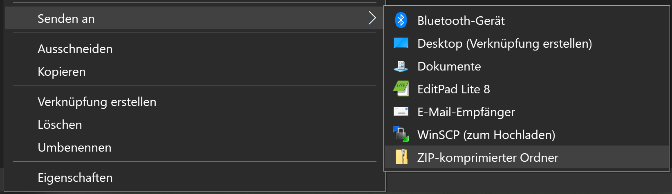 Senden an
Ausschneiden
Kopieren
Verknüpfung erstellen
Löschen
Umbenennen
Eigenschaften
Bluetooth-Gerät
Desktop (Verknüpfung erstellen)
Dokumente
EditPad Lite 8
E-Mail-Empfänger
WinSCP (zum Hochladen)
ZIP-komprimierter Ordner